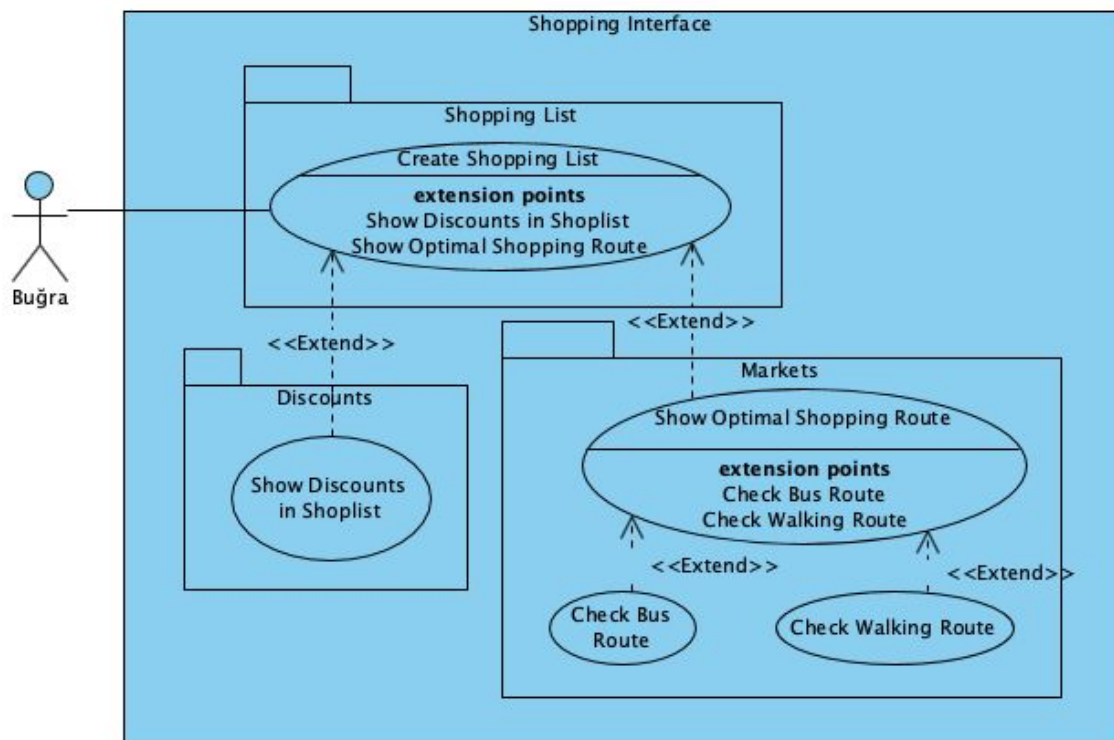 Shopping Interface
Shopping List
Create Shopping List
extension points
Show Discounts in Shoplist
Show Optimal Shopping Route
Buğra
<<Extend>>
<<Extend>>
Discounts
Show Discounts
in Shoplist
Markets
Show Optimal Shopping Route
extension points
Check Bus Route
Check Walking Route
<<Extend>>
<<Extend>>
Check Bus
Route
Check Walking Route